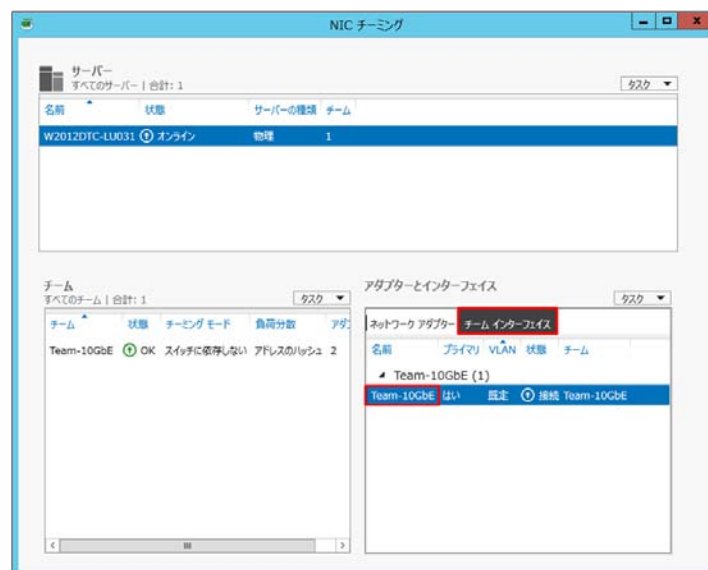 NIC チーミング
サーバー
すべてのサーバー | 合計: 1
タスク
名前 状態 サーバーの種類 チーム
W2012DTC-LU031 オンライン 物理 1
チーム
すべてのチーム | 合計: 1
タスク
チーム 状態 チーミング モード 負荷分散 アダ
Team-10GbE OK スイッチに依存しない アドレスのハッシュ 2
アダプターとインターフェイス
タスク
ネットワーク アダプター チーム インターフェイス
名前 プライマリ VLAN 状態 チーム
Team-10GbE (1)
Team-10GbE はい 既定 接続 Team-10GbE